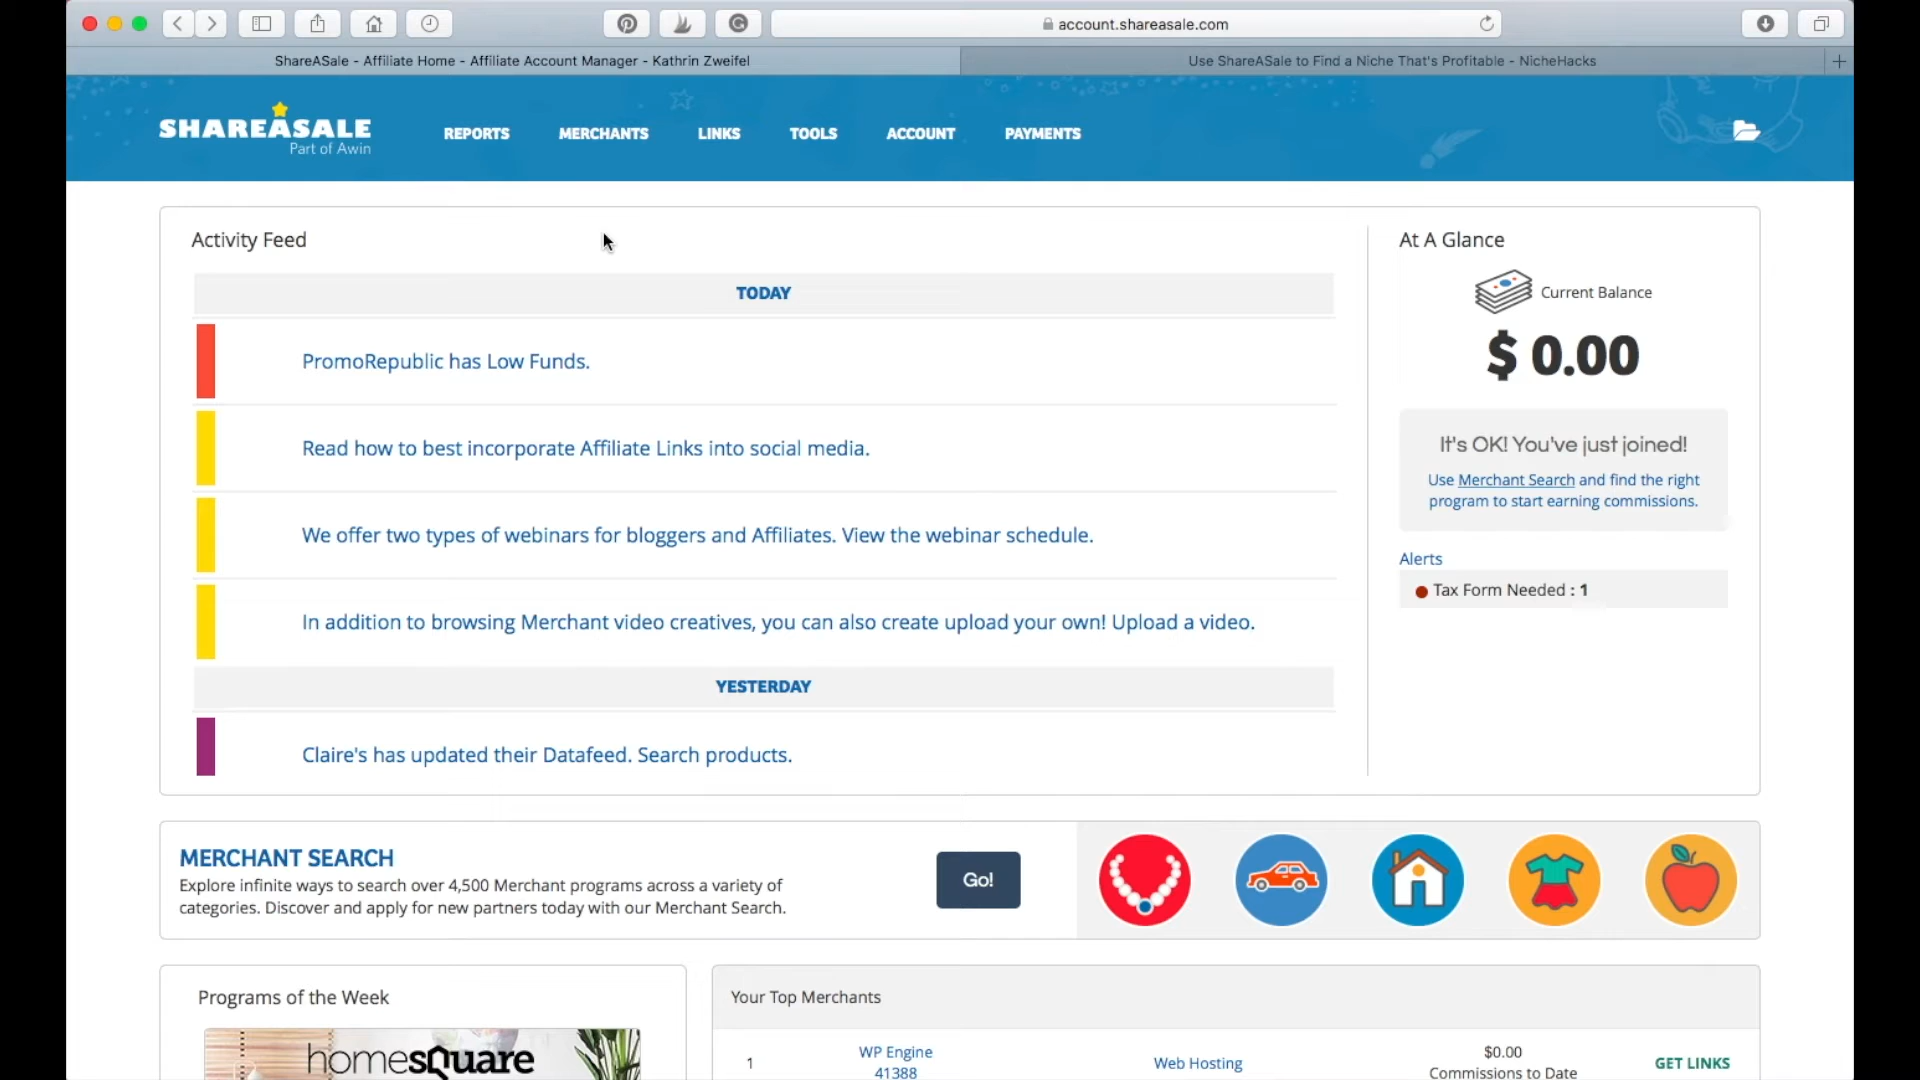 account.shareasale.com
ShareASale - Affiliate Home - Affiliate Account Manager - Kathrin Zweifel
Use ShareASale to Find a Niche That's Profitable - NicheHacks
SHAREASALE
Part of Awin
REPORTS
MERCHANTS
LINKS
TOOLS
ACCOUNT
PAYMENTS
Activity Feed
TODAY
PromoRepublic has Low Funds.
Read how to best incorporate Affiliate Links into social media.
We offer two types of webinars for bloggers and Affiliates. View the webinar schedule.
In addition to browsing Merchant video creatives, you can also create upload your own! Upload a video.
YESTERDAY
Claire's has updated their Datafeed. Search products.
At A Glance
Current Balance
$ 0.00
It's OK! You've just joined!
Use Merchant Search and find the right
program to start earning commissions.
Alerts
Tax Form Needed : 1
MERCHANT SEARCH
Explore infinite ways to search over 4,500 Merchant programs across a variety of
categories. Discover and apply for new partners today with our Merchant Search.
Go!
Programs of the Week
homesquare
Your Top Merchants
1
WP Engine
41388
Web Hosting
$0.00
Commissions to Date
GET LINKS